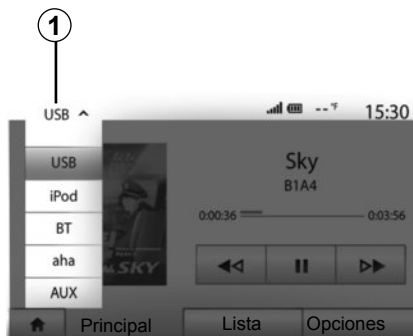 1
USB -- °F 15:30
USB
iPod
BT
aha
AUX
SKY
Sky
B1A4
0:00:36 0:03:56
Principal Lista Opciones